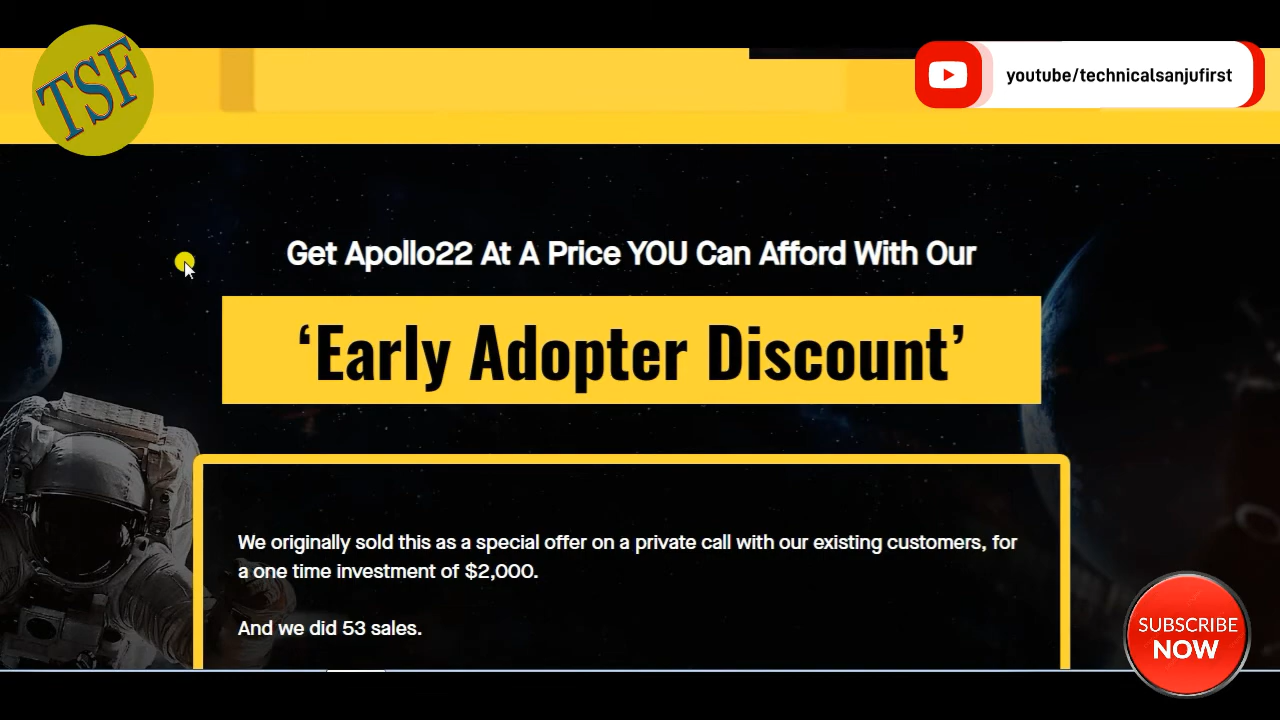 TSF
youtube/technicalsanjufirst
Get Apollo22 At A Price YOU Can Afford With Our
‘Early Adopter Discount’
We originally sold this as a special offer on a private call with our existing customers, for
a one time investment of $2,000.
And we did 53 sales.
SUBSCRIBE
NOW